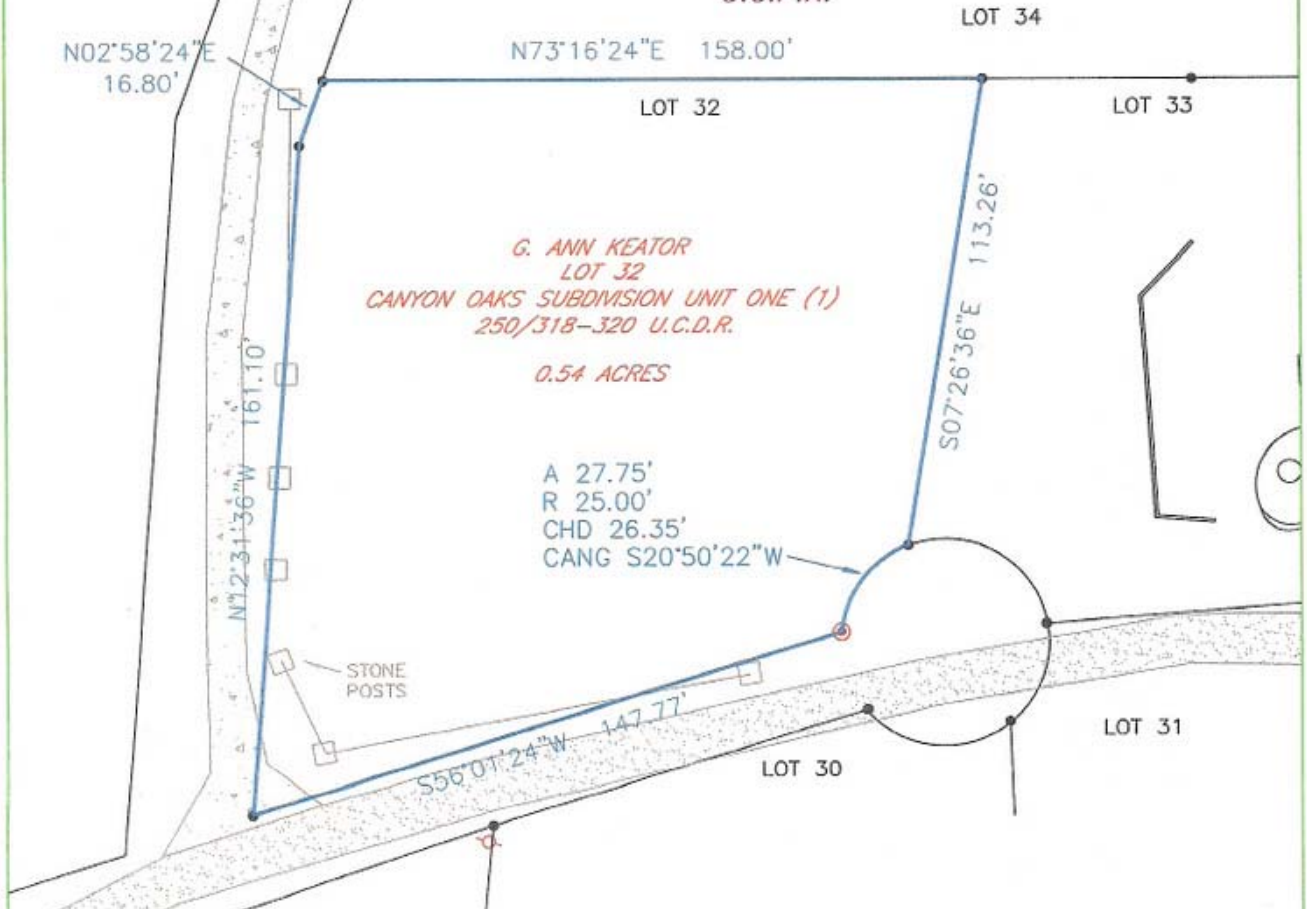 LOT 34
N02°58'24"E
16.80'
N73°16'24"E 158.00'
LOT 32
LOT 33
G. ANN KEATOR
LOT 32
CANYON OAKS SUBDIVISION UNIT ONE (1)
250/318-320 U.C.D.R.
0.54 ACRES
S07°26'36"E 113.26'
N12°31'36"W 161.10'
A 27.75'
R 25.00'
CHD 26.35'
CANG S20°50'22"W
STONE
POSTS
S56°01'24"W 147.77'
LOT 31
LOT 30